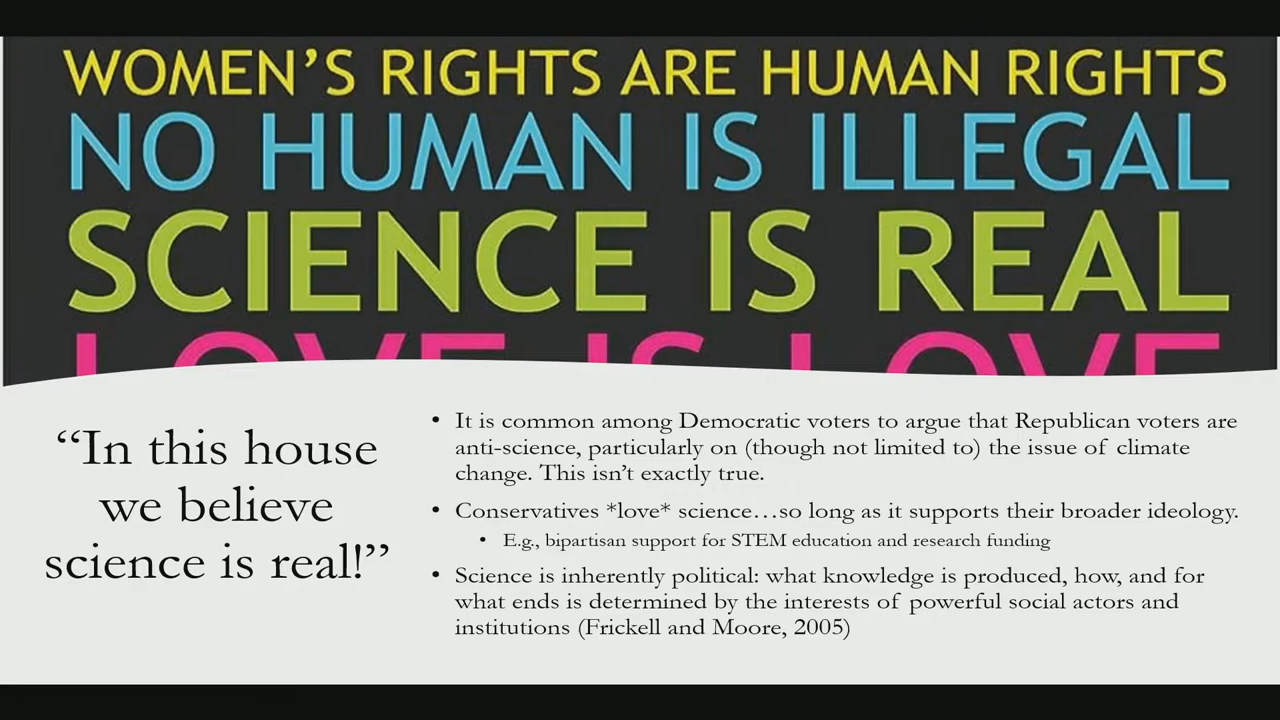 WOMEN'S RIGHTS ARE HUMAN RIGHTS
NO HUMAN IS ILLEGAL
SCIENCE IS REAL
LOVE IS LOVE
“In this house
we believe
science is real!”
• It is common among Democratic voters to argue that Republican voters are
anti-science, particularly on (though not limited to) the issue of climate
change. This isn’t exactly true.
• Conservatives *love* science…so long as it supports their broader ideology.
• E.g., bipartisan support for STEM education and research funding
• Science is inherently political: what knowledge is produced, how, and for
what ends is determined by the interests of powerful social actors and
institutions (Frickell and Moore, 2005)